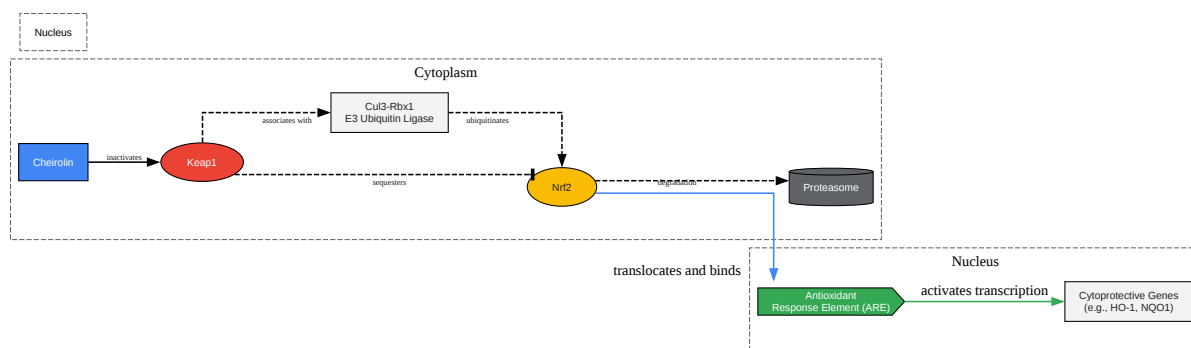 Nucleus
Cytoplasm
Cul3-Rbx1
E3 Ubiquitin Ligase
associates with
ubiquitinates
Cheirolin
inactivates
Keap1
sequesters
Nrf2
degradation
Proteasome
translocates and binds
Nucleus
Antioxidant
Response Element (ARE)
activates transcription
Cytoprotective Genes
(e.g., HO-1, NQO1)